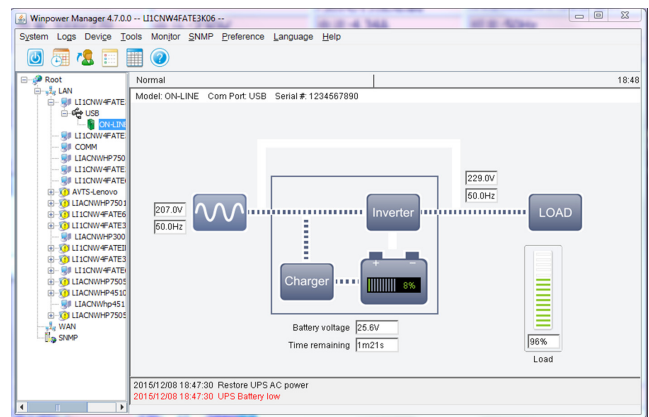 Winpower Manager 4.7.0.0 -- LI1CNW4FATE3K06 --
System Logs Device Tools Monitor SNMP Preference Language Help
Root
LAN
LI1CNW4FATE
USB
ON-LINE
LI1CNW4FATE
COMM
LIACNWHP750
LI1CNW4FATE
LI1CNW4FATE
AVTS-Lenovo
LIACNWHP7501
LI1CNW4FATE6
LI1CNW4FATE3
LIACNWHP300
LI1CNW4FATEII
LI1CNW4FATE3
LI1CNW4FATE
LIACNWHP7505
LIACNWHP4510
LIACNWHp451
LIACNWHP7505
WAN
SNMP
Normal 18:48
Model: ON-LINE Com Port: USB Serial #: 1234567890
207.0V
50.0Hz
Inverter
229.0V
50.0Hz
LOAD
Charger
+ −
8%
Battery voltage 25.6V
Time remaining 1m21s
96%
Load
2015/12/08 18:47:30 Restore UPS AC power
2015/12/08 18:47:30 UPS Battery low